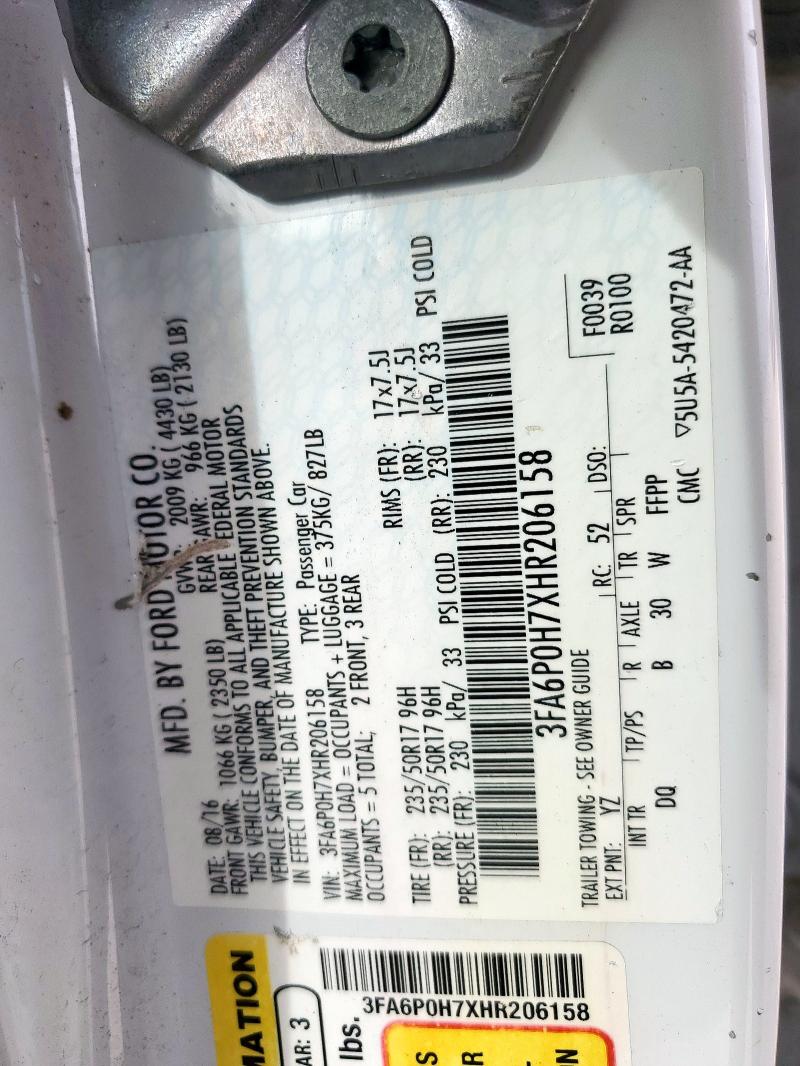 MFD. BY FORD MOTOR CO.
DATE: 08/16 GVWR: 2009 KG ( 4430 LB)
FRONT GAWR: 1066 KG ( 2350 LB) REAR GAWR: 966 KG ( 2130 LB)
THIS VEHICLE CONFORMS TO ALL APPLICABLE FEDERAL MOTOR
VEHICLE SAFETY, BUMPER, AND THEFT PREVENTION STANDARDS
IN EFFECT ON THE DATE OF MANUFACTURE SHOWN ABOVE.
VIN: 3FA6P0H7XHR206158 TYPE: Passenger Car
MAXIMUM LOAD = OCCUPANTS + LUGGAGE = 375KG/ 827LB
OCCUPANTS = 5 TOTAL; 2 FRONT, 3 REAR
TIRE (FR): 235/50R17 96H RIMS (FR): 17x7.5J
(RR): 235/50R17 96H (RR): 17x7.5J
PRESSURE (FR): 230 kPa/ 33 PSI COLD (RR): 230 kPa/ 33 PSI COLD
3FA6P0H7XHR206158
TRAILER TOWING - SEE OWNER GUIDE
F0039
EXT PNT: YZ RC: 52 DSO: R0100
INT TR TP/PS R AXLE TR SPR
DQ B 30 W FFPP
CMC ▽5U5A-5420472-AA
MATION
AR: 3
lbs.
3FA6P0H7XHR206158
S
R
N